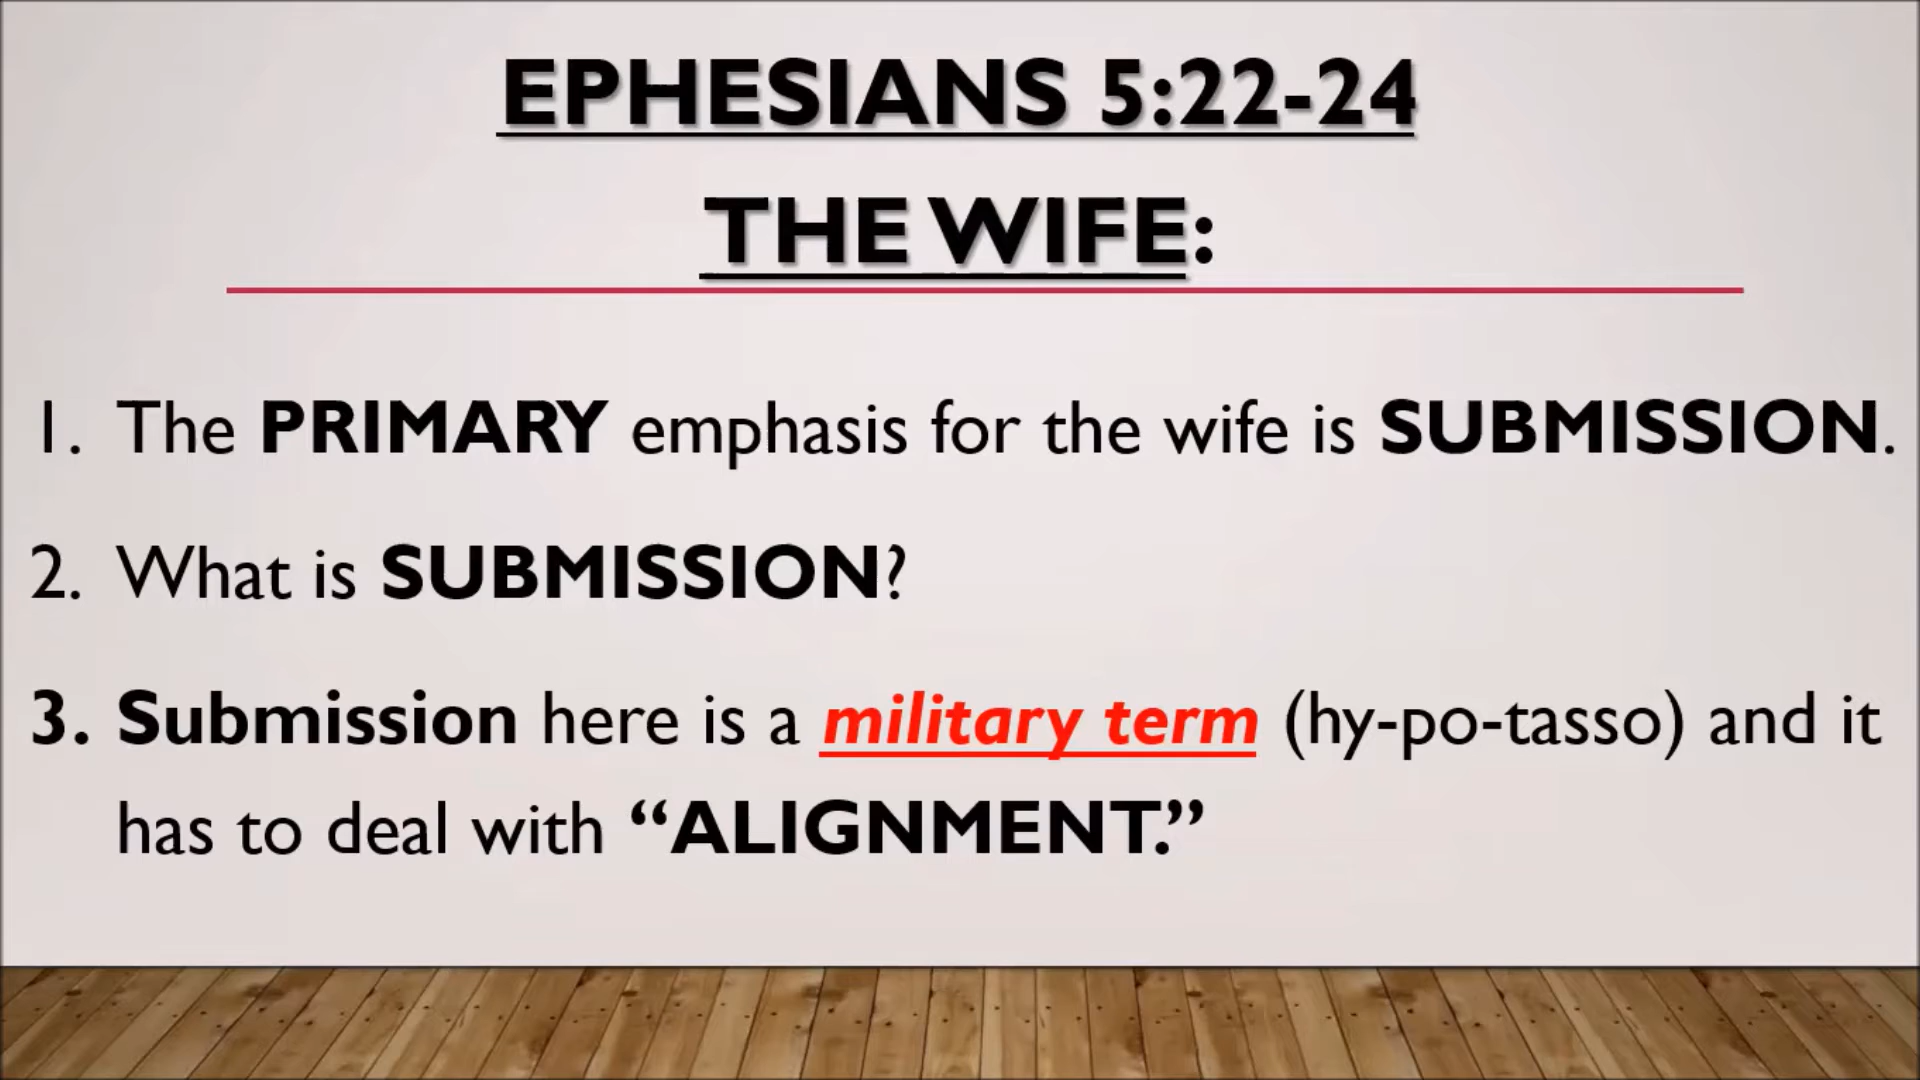 EPHESIANS 5:22-24
THE WIFE:
1. The PRIMARY emphasis for the wife is SUBMISSION.
2. What is SUBMISSION?
3. Submission here is a military term (hy-po-tasso) and it
has to deal with “ALIGNMENT.”